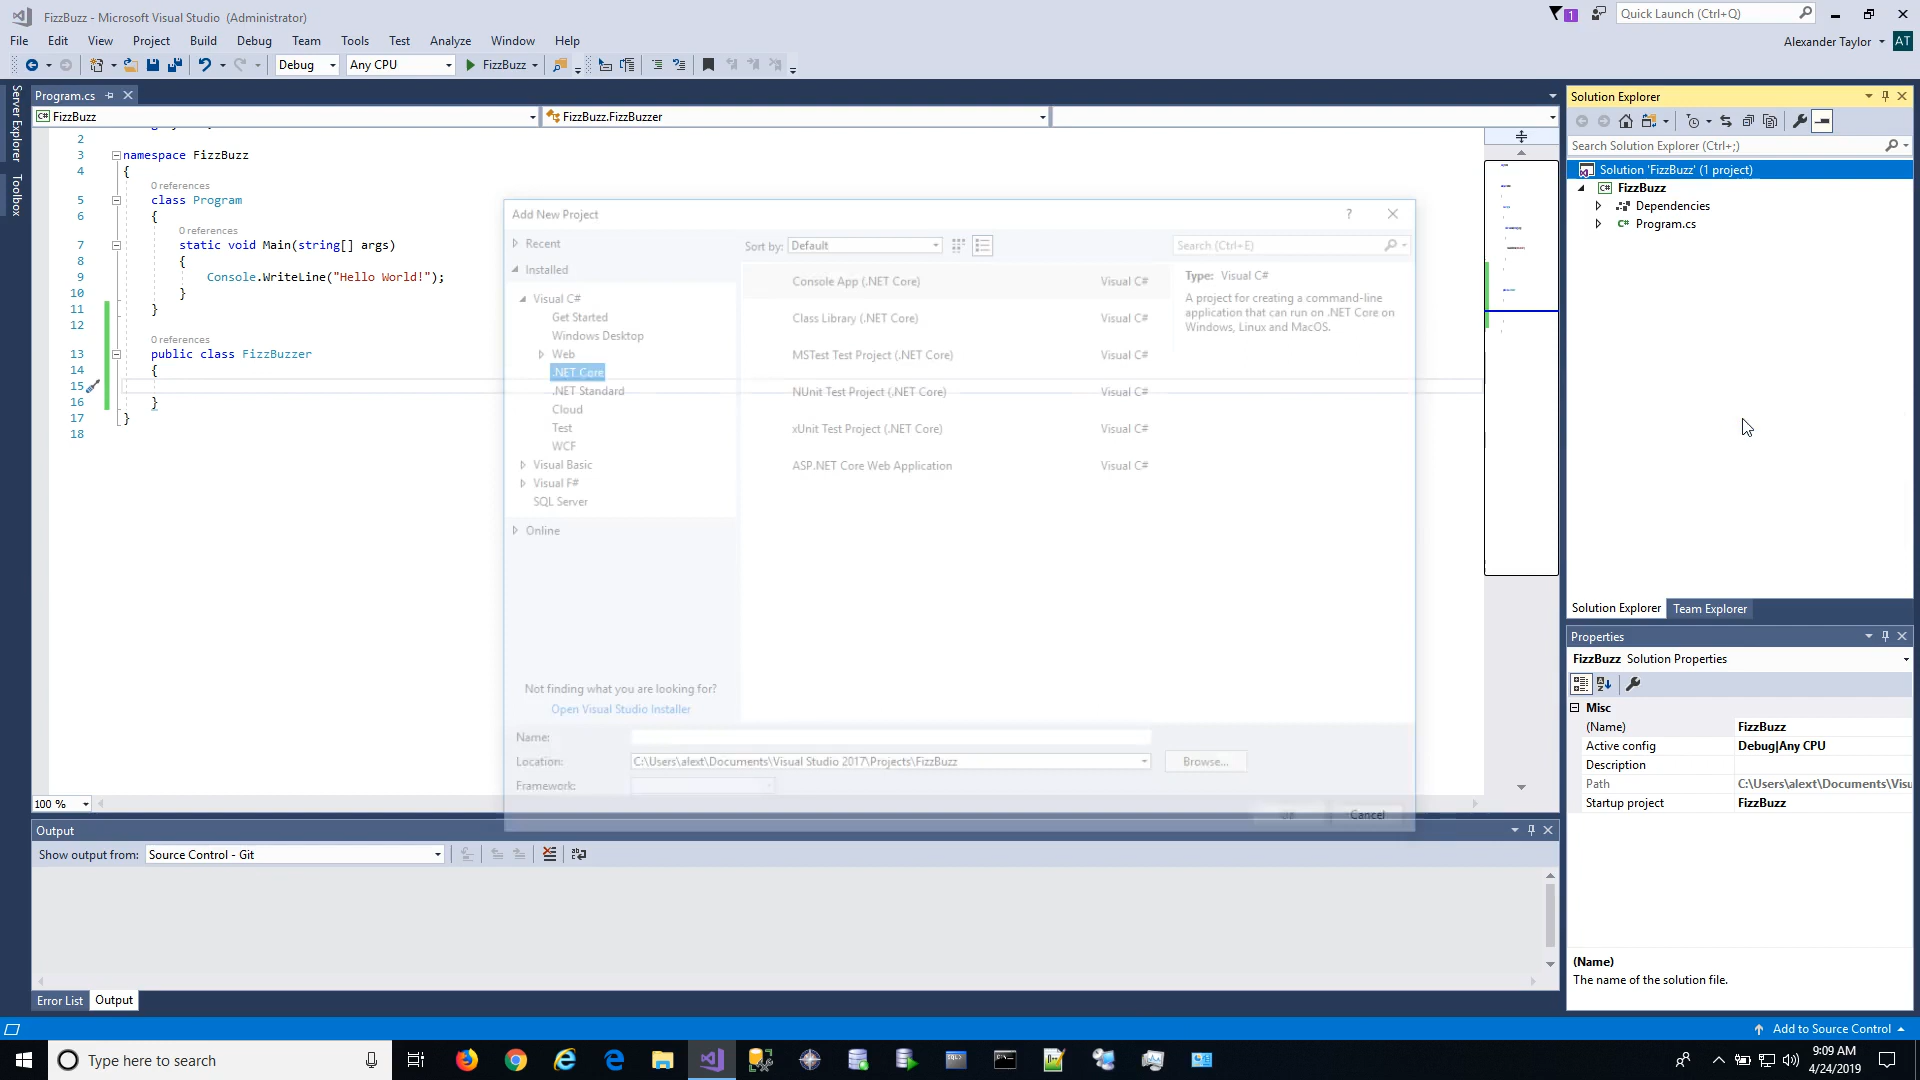 FizzBuzz - Microsoft Visual Studio (Administrator)
1
Quick Launch (Ctrl+Q)
File Edit View Project Build Debug Team Tools Test Analyze Window Help
Alexander Taylor AT
Debug Any CPU FizzBuzz
Server Explorer
Toolbox
Program.cs
FizzBuzz FizzBuzz.FizzBuzzer
2
3 namespace FizzBuzz
4 {
0 references
5 class Program
6 {
0 references
7 static void Main(string[] args)
8 {
9 Console.WriteLine("Hello World!");
10 }
11 }
12
0 references
13 public class FizzBuzzer
14 {
15
16 }
17 }
18
100 %
Add New Project ?
Recent
Installed
Visual C#
Get Started
Windows Desktop
Web
.NET Core
.NET Standard
Cloud
Test
WCF
Visual Basic
Visual F#
SQL Server
Online
Not finding what you are looking for?
Open Visual Studio Installer
Sort by: Default
Search (Ctrl+E)
Console App (.NET Core) Visual C#
Class Library (.NET Core) Visual C#
MSTest Test Project (.NET Core) Visual C#
NUnit Test Project (.NET Core) Visual C#
xUnit Test Project (.NET Core) Visual C#
ASP.NET Core Web Application Visual C#
Type: Visual C#
A project for creating a command-line
application that can run on .NET Core on
Windows, Linux and MacOS.
Name:
Location: C:\Users\alext\Documents\Visual Studio 2017\Projects\FizzBuzz Browse...
Framework:
Cancel
Solution Explorer
Search Solution Explorer (Ctrl+;)
Solution 'FizzBuzz' (1 project)
FizzBuzz
Dependencies
C# Program.cs
Solution Explorer Team Explorer
Properties
FizzBuzz Solution Properties
Misc
(Name) FizzBuzz
Active config Debug|Any CPU
Description
Path C:\Users\alext\Documents\Visu
Startup project FizzBuzz
(Name)
The name of the solution file.
Output
Show output from: Source Control - Git
Error List Output
Add to Source Control
Type here to search
9:09 AM
4/24/2019